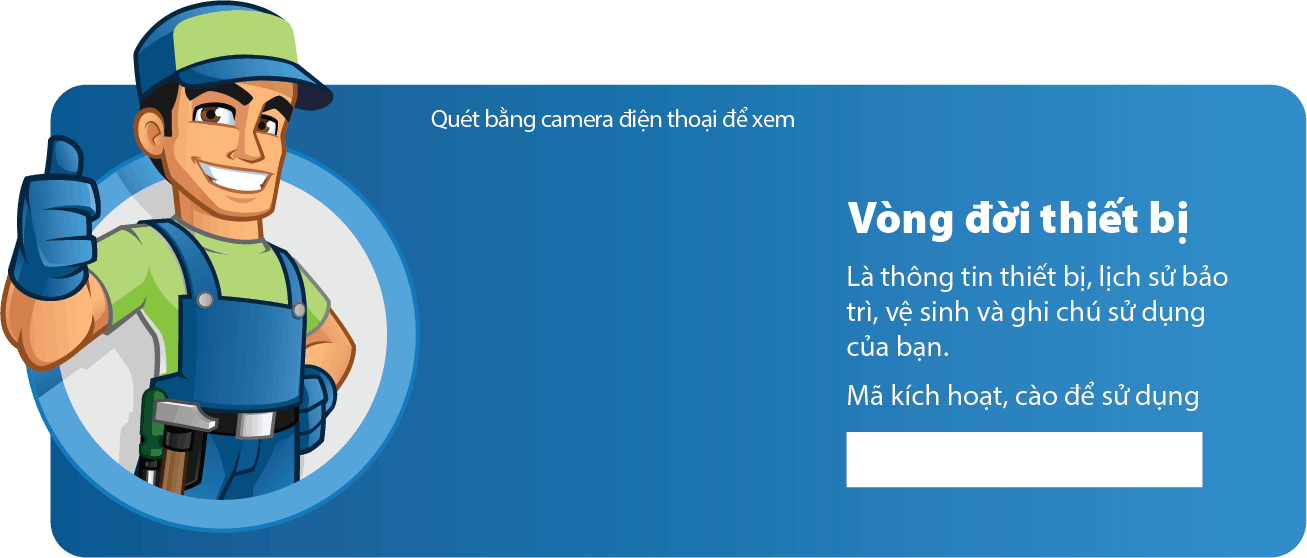 Quét bằng camera điện thoại để xem
Vòng đời thiết bị
Là thông tin thiết bị, lịch sử bảo
trì, vệ sinh và ghi chú sử dụng
của bạn.
Mã kích hoạt, cào để sử dụng